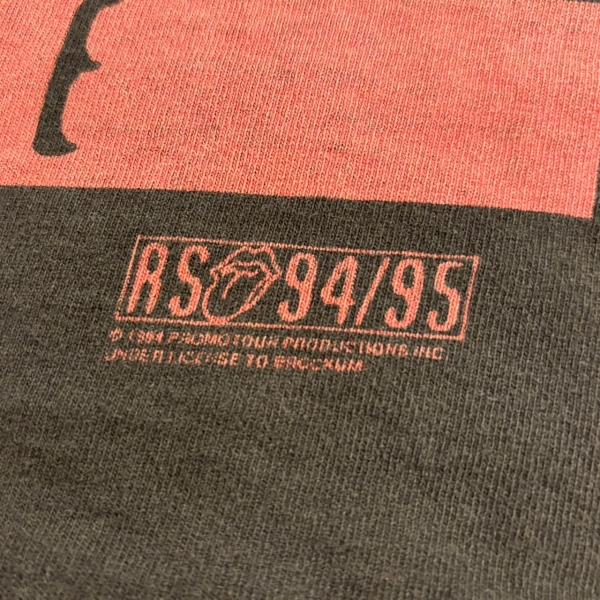 RS 94/95
© 1994 PROMOTOUR PRODUCTIONS INC
UNDER LICENSE TO BROCKUM